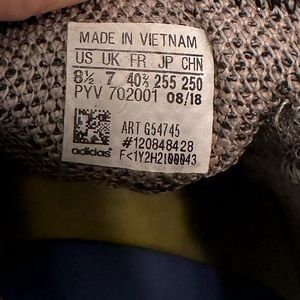 MADE IN VIETNAM
US UK FR JP CHN
8½ 7 40⅔ 255 250
PYV 702001 08/18
ART G54745
adidas #120848428
F<1Y2H2I00043